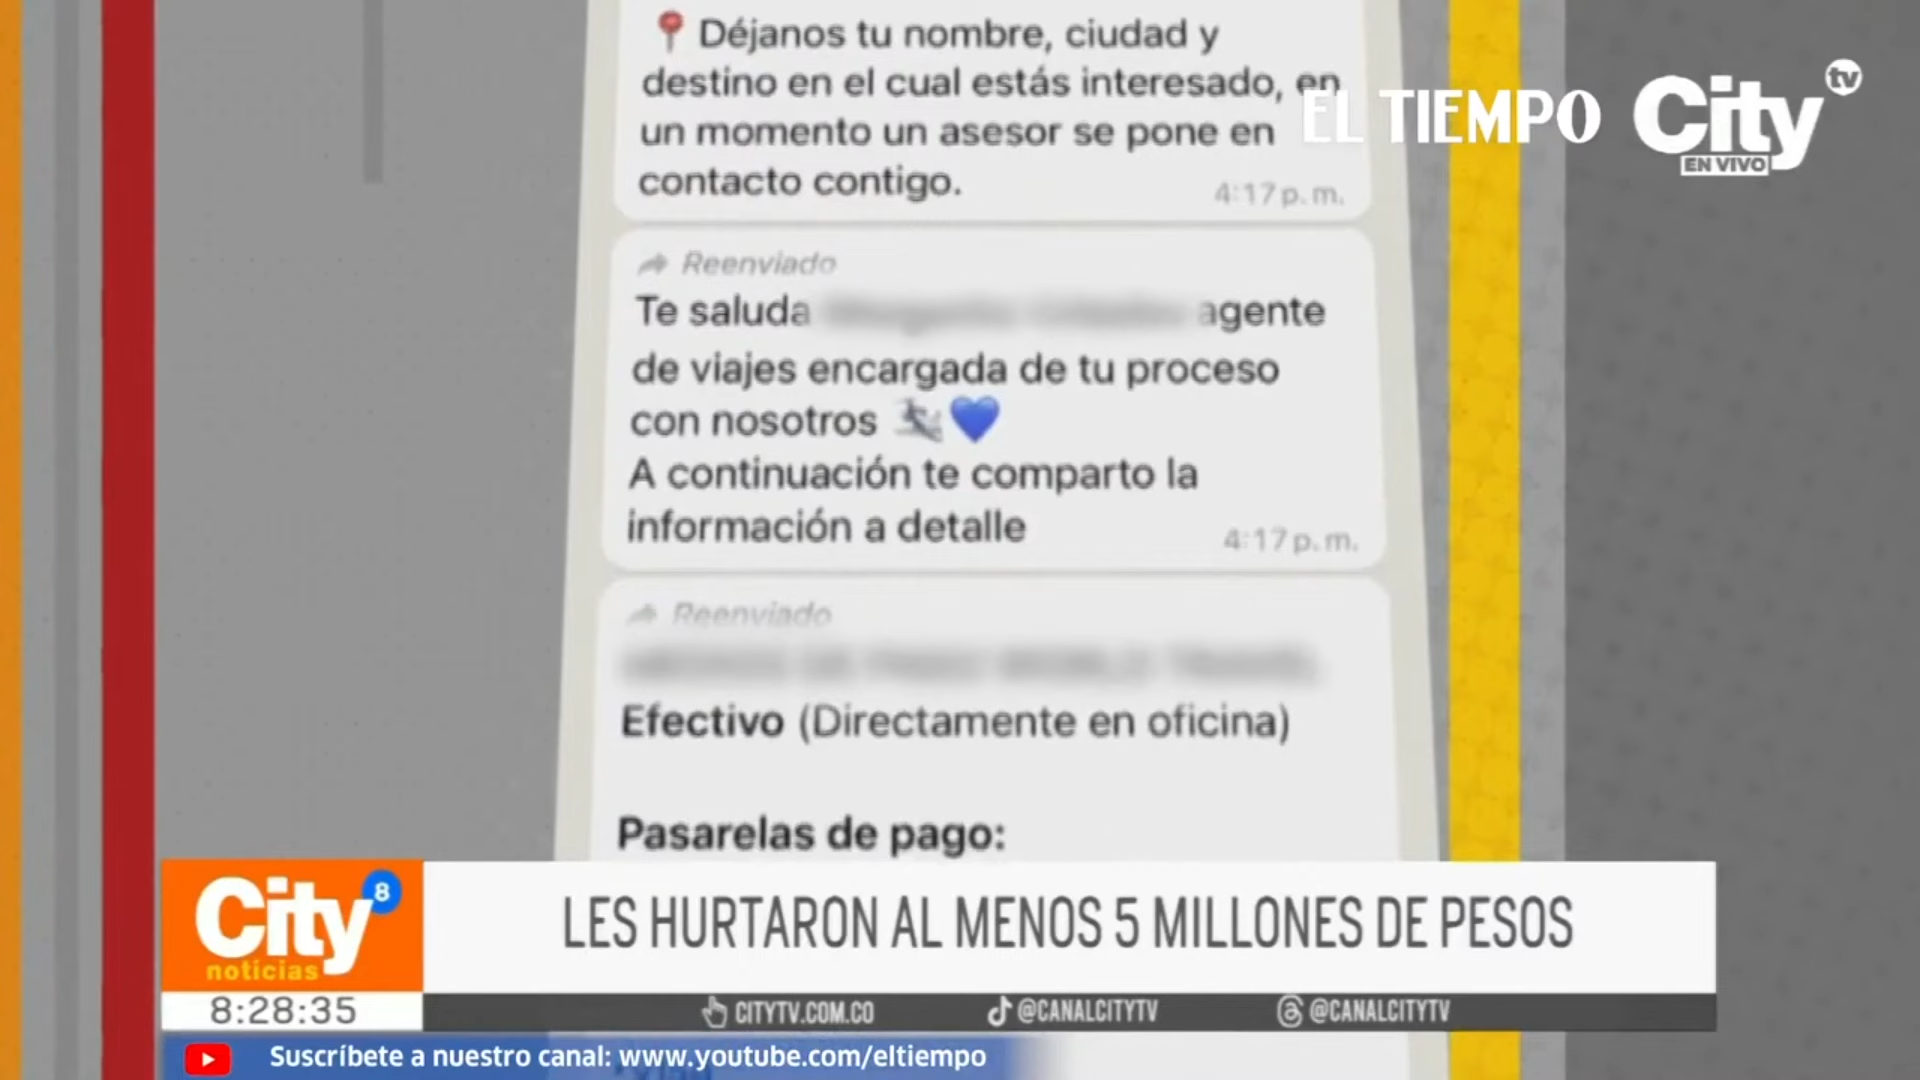 📍 Déjanos tu nombre, ciudad y
destino en el cual estás interesado, en
un momento un asesor se pone en
contacto contigo.
4:17 p. m.
EL TIEMPO
City tv
EN VIVO
Reenviado
Te saluda agente
de viajes encargada de tu proceso
con nosotros 💙
A continuación te comparto la
información a detalle
4:17 p. m.
Reenviado
Efectivo (Directamente en oficina)
Pasarelas de pago:
City 8
noticias
LES HURTARON AL MENOS 5 MILLONES DE PESOS
8:28:35
CITYTV.COM.CO
@CANALCITYTV
@CANALCITYTV
Suscríbete a nuestro canal: www.youtube.com/eltiempo